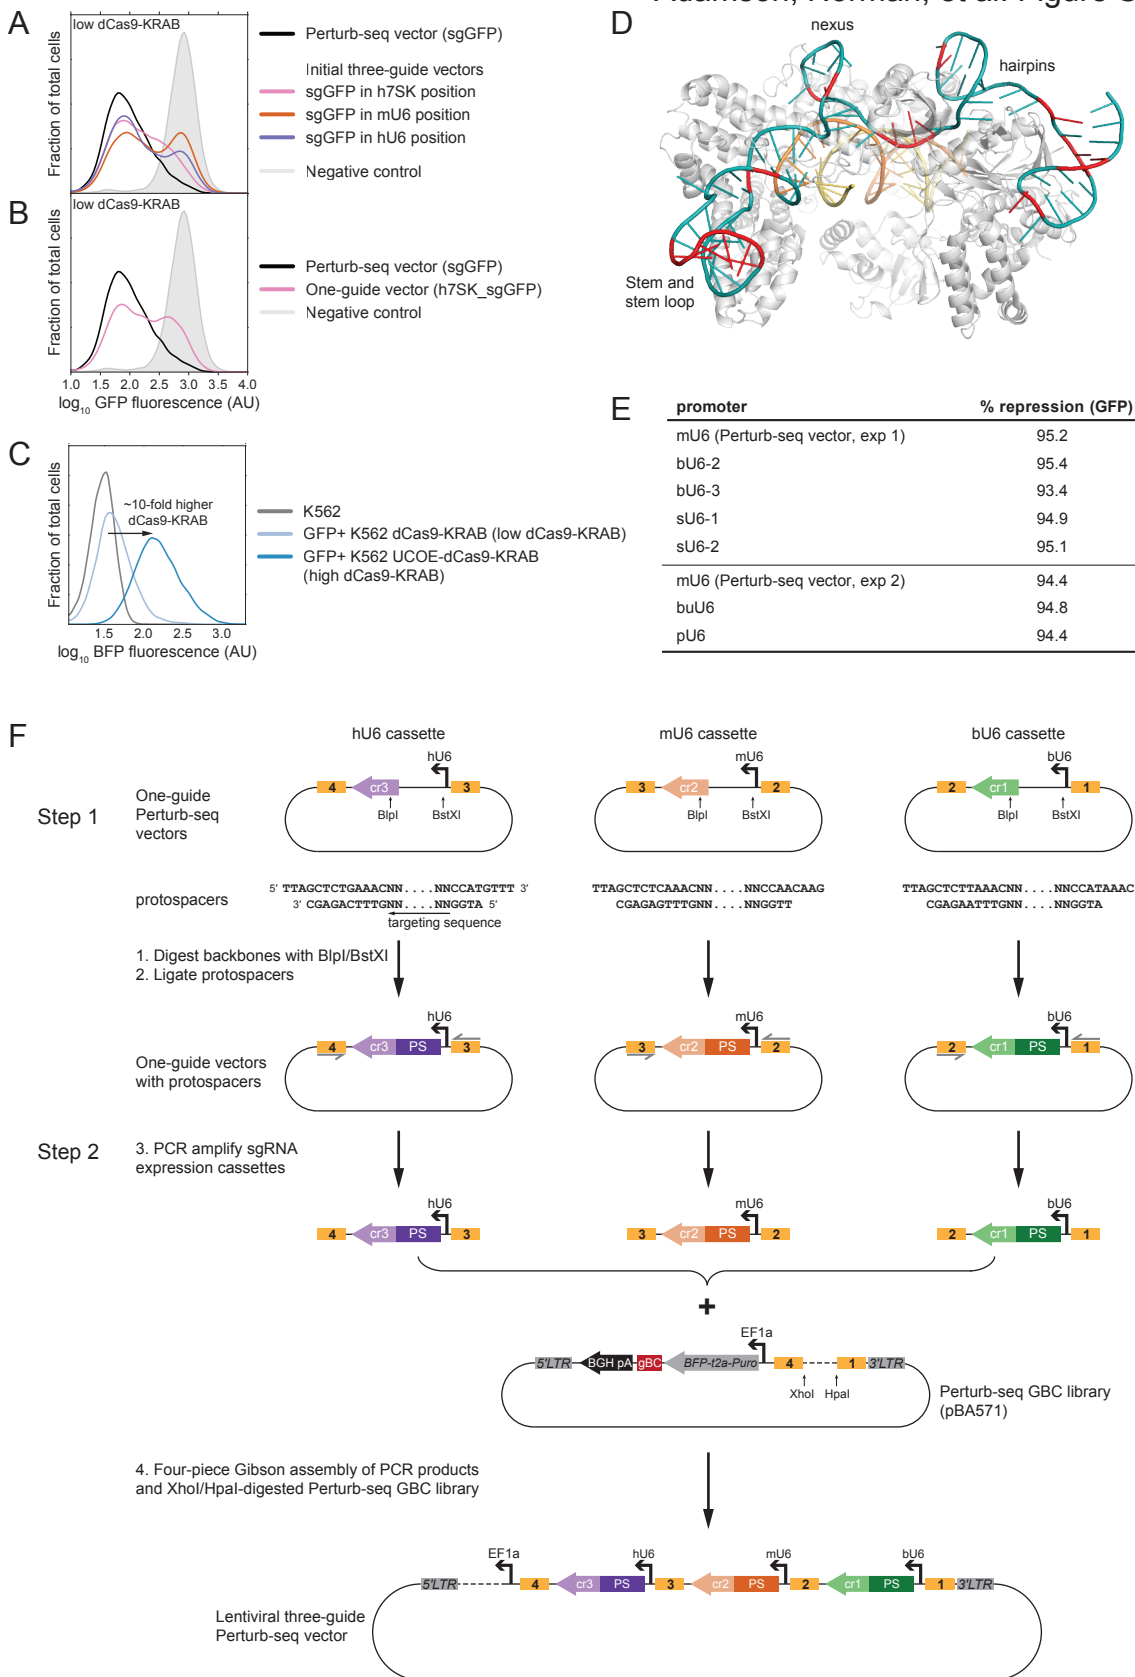 Adamson, Norman, et al. Figure S
A
low dCas9-KRAB
Fraction of total cells
Perturb-seq vector (sgGFP)
Initial three-guide vectors
sgGFP in h7SK position
sgGFP in mU6 position
sgGFP in hU6 position
Negative control
B
low dCas9-KRAB
Fraction of total cells
Perturb-seq vector (sgGFP)
One-guide vector (h7SK_sgGFP)
Negative control
1.0 1.5 2.0 2.5 3.0 3.5 4.0
log10 GFP fluorescence (AU)
C
Fraction of total cells
~10-fold higher
dCas9-KRAB
K562
GFP+ K562 dCas9-KRAB (low dCas9-KRAB)
GFP+ K562 UCOE-dCas9-KRAB
(high dCas9-KRAB)
1.5 2.0 2.5 3.0
log10 BFP fluorescence (AU)
D
nexus
hairpins
Stem and
stem loop
E
promoter % repression (GFP)
mU6 (Perturb-seq vector, exp 1) 95.2
bU6-2 95.4
bU6-3 93.4
sU6-1 94.9
sU6-2 95.1
mU6 (Perturb-seq vector, exp 2) 94.4
buU6 94.8
pU6 94.4
F
hU6 cassette mU6 cassette bU6 cassette
hU6 mU6 bU6
4 cr3 3 3 cr2 2 2 cr1 1
BlpI BstXI BlpI BstXI BlpI BstXI
Step 1
One-guide
Perturb-seq
vectors
protospacers
5' TTAGCTCTGAAACNN....NNCCATGTTT 3' TTAGCTCTCAAACNN....NNCCAACAAG TTAGCTCTTAAACNN....NNCCATAAAC
3' CGAGACTTTGNN....NNGGTA 5' CGAGAGTTTGNN....NNGGTT CGAGAATTTGNN....NNGGTA
targeting sequence
1. Digest backbones with BlpI/BstXI
2. Ligate protospacers
hU6 mU6 bU6
4 cr3 PS 3 3 cr2 PS 2 2 cr1 PS 1
One-guide vectors
with protospacers
Step 2
3. PCR amplify sgRNA
expression cassettes
hU6 mU6 bU6
4 cr3 PS 3 3 cr2 PS 2 2 cr1 PS 1
+
EF1a
5'LTR BGH pA gBC BFP-t2a-Puro 4 1 3'LTR
XhoI HpaI
Perturb-seq GBC library
(pBA571)
4. Four-piece Gibson assembly of PCR products
and XhoI/HpaI-digested Perturb-seq GBC library
EF1a hU6 mU6 bU6
5'LTR 4 cr3 PS 3 cr2 PS 2 cr1 PS 1 3'LTR
Lentiviral three-guide
Perturb-seq vector